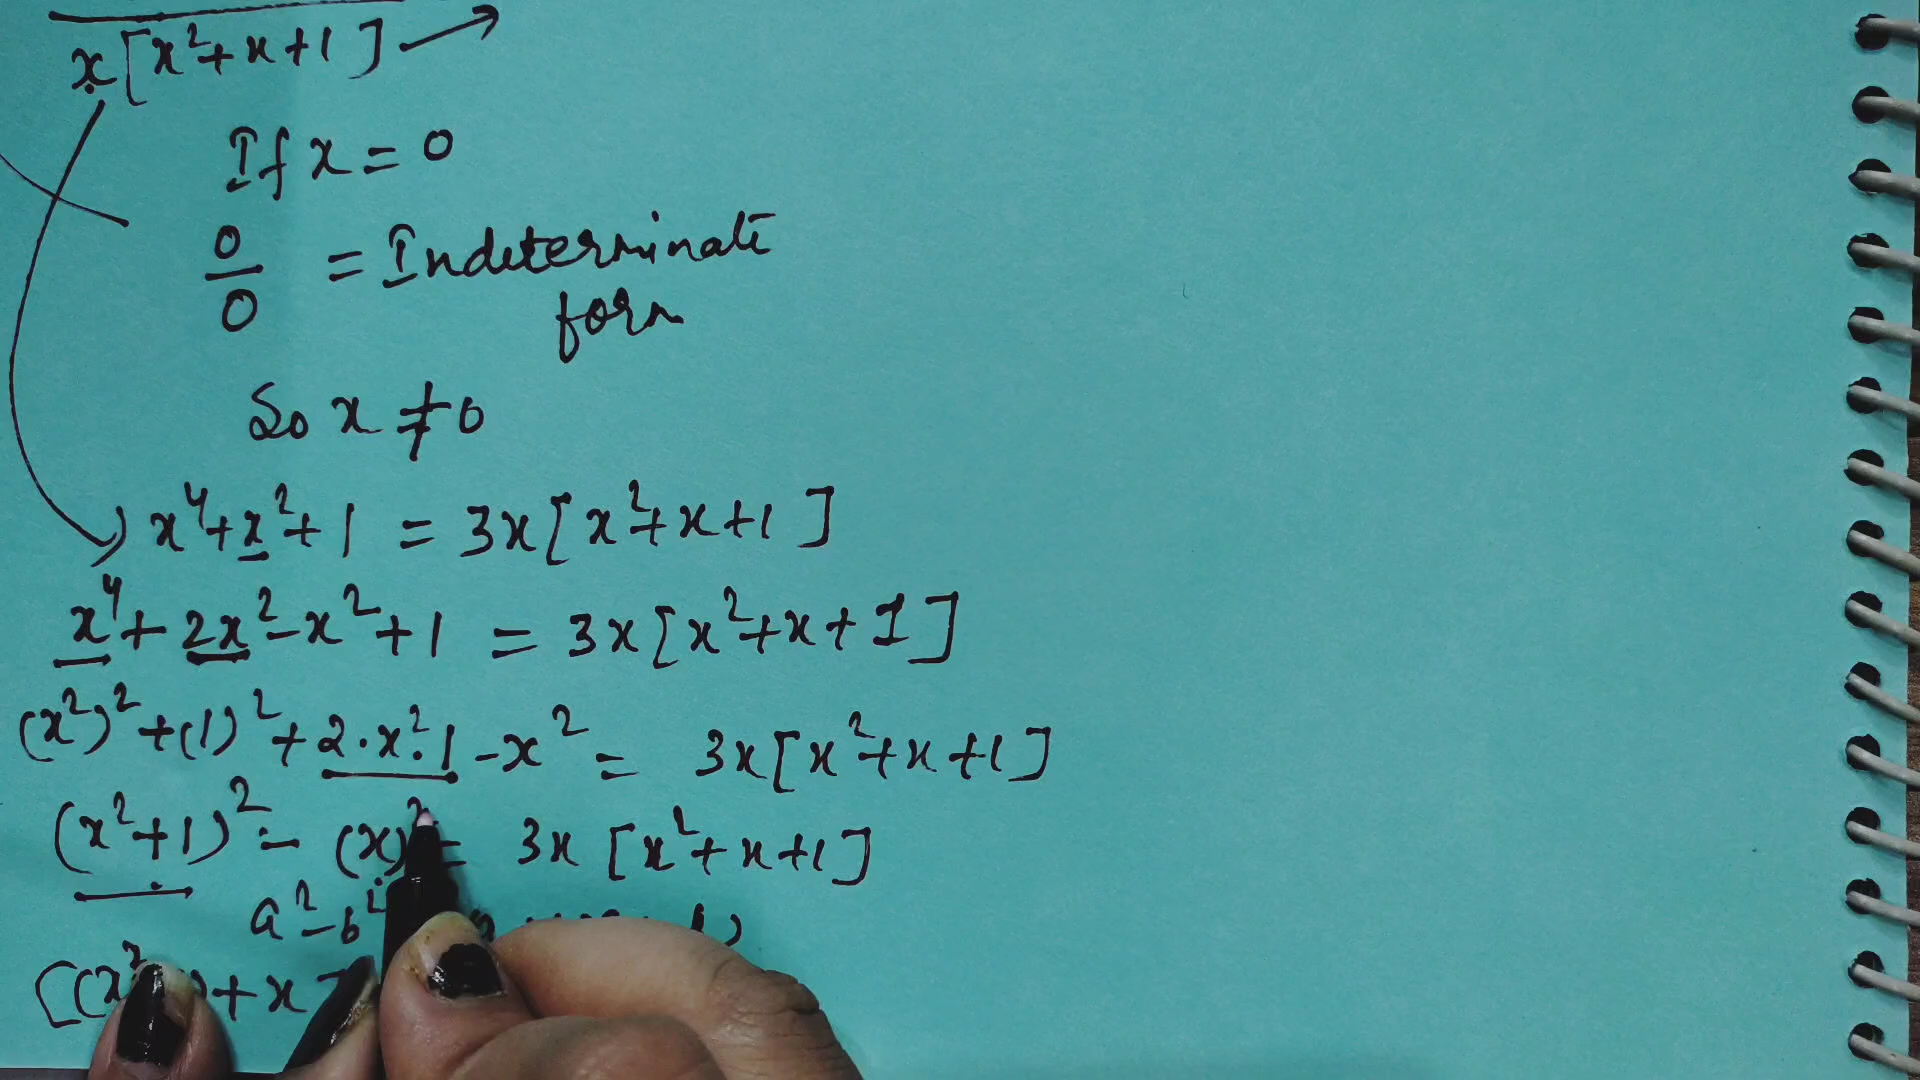 x[x²+x+1]
If x = 0
0/0 = Indeterminate
form
So x ≠ 0
x⁴+x²+1 = 3x[x²+x+1]
x⁴+2x²-x²+1 = 3x[x²+x+1]
(x²)²+(1)²+2·x²·1-x² = 3x[x²+x+1]
(x²+1)²-(x)² = 3x[x²+x+1]
a²-b²
[(x² +x